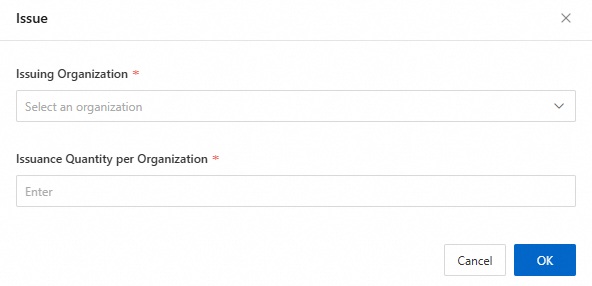 Issue
Issuing Organization *
Select an organization
Issuance Quantity per Organization *
Enter
Cancel OK